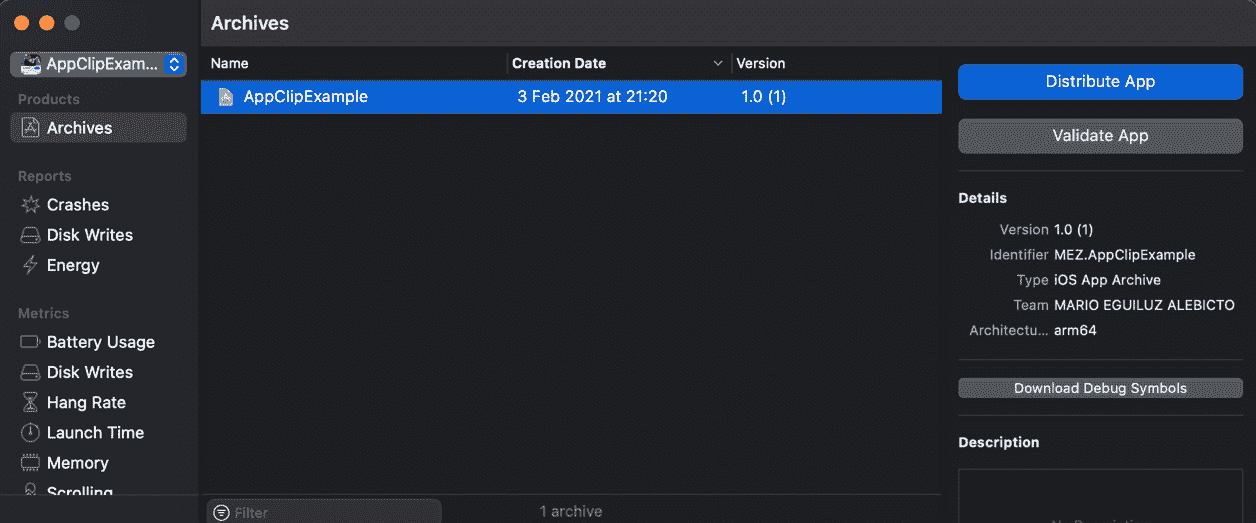 Archives
AppClipExam...
Name Creation Date Version
AppClipExample 3 Feb 2021 at 21:20 1.0 (1)
Products
Archives
Reports
Crashes
Disk Writes
Energy
Metrics
Battery Usage
Disk Writes
Hang Rate
Launch Time
Memory
Scrolling
Filter
1 archive
Distribute App
Validate App
Details
Version 1.0 (1)
Identifier MEZ.AppClipExample
Type iOS App Archive
Team MARIO EGUILUZ ALEBICTO
Architectu... arm64
Download Debug Symbols
Description